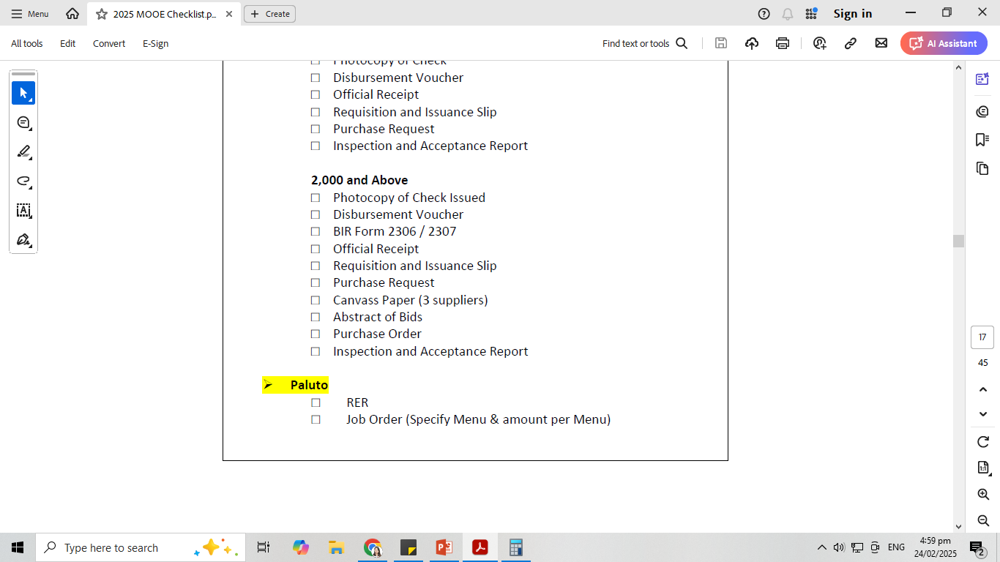 Menu
2025 MOOE Checklist.p...
Create
Sign in
All tools
Edit
Convert
E-Sign
Find text or tools
AI Assistant
Photocopy of Check
☐ Disbursement Voucher
☐ Official Receipt
☐ Requisition and Issuance Slip
☐ Purchase Request
☐ Inspection and Acceptance Report
2,000 and Above
☐ Photocopy of Check Issued
☐ Disbursement Voucher
☐ BIR Form 2306 / 2307
☐ Official Receipt
☐ Requisition and Issuance Slip
☐ Purchase Request
☐ Canvass Paper (3 suppliers)
☐ Abstract of Bids
☐ Purchase Order
☐ Inspection and Acceptance Report
➢ Paluto
☐ RER
☐ Job Order (Specify Menu & amount per Menu)
17
45
Type here to search
ENG
4:59 pm
24/02/2025
2